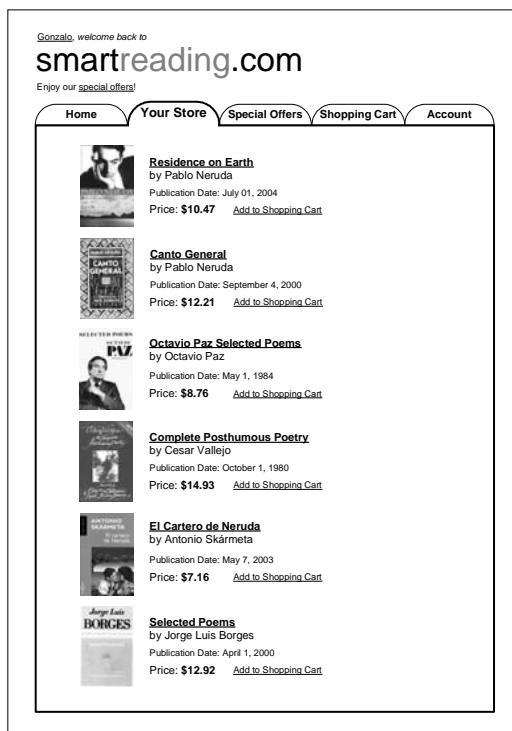 Gonzalo, welcome back to
smartreading.com
Enjoy our special offers!
Home Your Store Special Offers Shopping Cart Account
Residence on Earth
by Pablo Neruda
Publication Date: July 01, 2004
Price: $10.47 Add to Shopping Cart
CANTO
GENERAL
Canto General
by Pablo Neruda
Publication Date: September 4, 2000
Price: $12.21 Add to Shopping Cart
SELECTED POEMS
OCTAVIO
PAZ
Octavio Paz Selected Poems
by Octavio Paz
Publication Date: May 1, 1984
Price: $8.76 Add to Shopping Cart
Complete Posthumous Poetry
by Cesar Vallejo
Publication Date: October 1, 1980
Price: $14.93 Add to Shopping Cart
ANTONIO
SKÁRMETA
El cartero
de Neruda
El Cartero de Neruda
by Antonio Skármeta
Publication Date: May 7, 2003
Price: $7.16 Add to Shopping Cart
Jorge Luis
BORGES
Selected Poems
by Jorge Luis Borges
Publication Date: April 1, 2000
Price: $12.92 Add to Shopping Cart